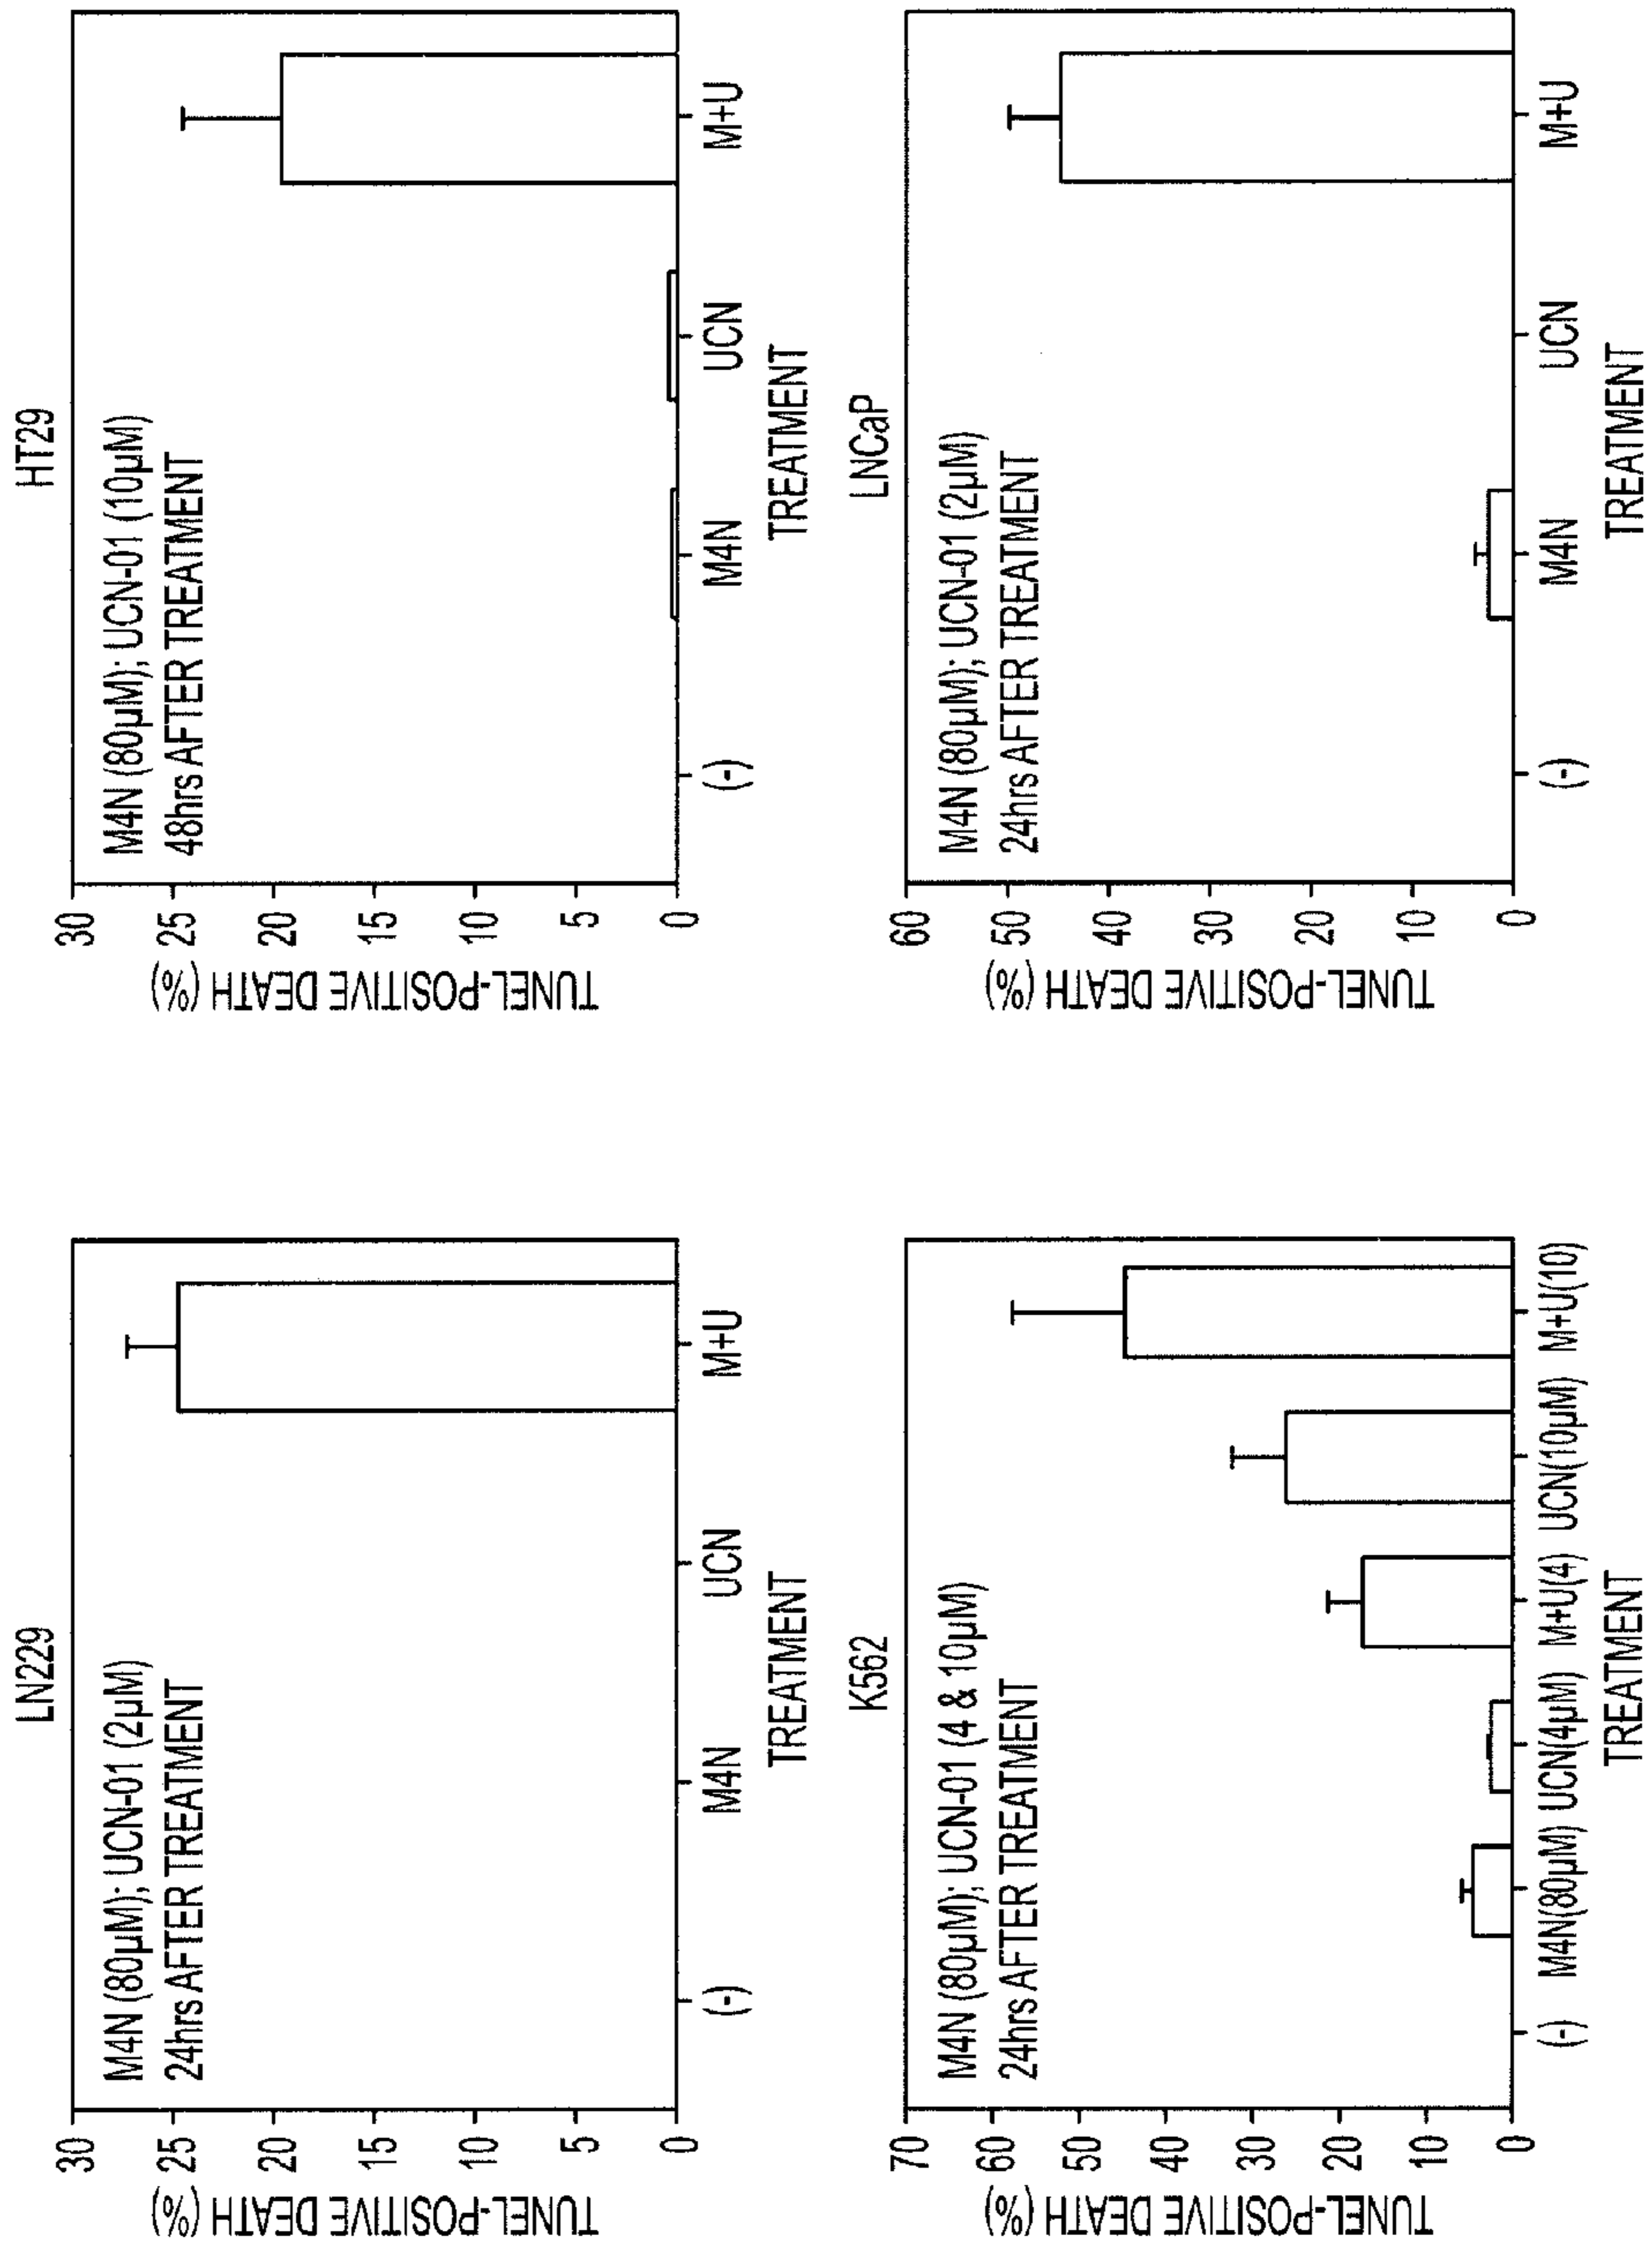 LN229
M4N (80µM); UCN-01 (2µM)
24hrs AFTER TREATMENT
TUNEL-POSITIVE DEATH (%)
30
25
20
15
10
5
0
(-)
M4N
UCN
M+U
TREATMENT
HT29
M4N (80µM); UCN-01 (10µM)
48hrs AFTER TREATMENT
TUNEL-POSITIVE DEATH (%)
30
25
20
15
10
5
0
(-)
M4N
UCN
M+U
TREATMENT
K562
M4N (80µM); UCN-01 (4 & 10µM)
24hrs AFTER TREATMENT
TUNEL-POSITIVE DEATH (%)
70
60
50
40
30
20
10
0
(-)
M4N(80µM)
UCN(4µM)
M+U(4)
UCN(10µM)
M+U(10)
TREATMENT
LNCaP
M4N (80µM); UCN-01 (2µM)
24hrs AFTER TREATMENT
TUNEL-POSITIVE DEATH (%)
60
50
40
30
20
10
0
(-)
M4N
UCN
M+U
TREATMENT